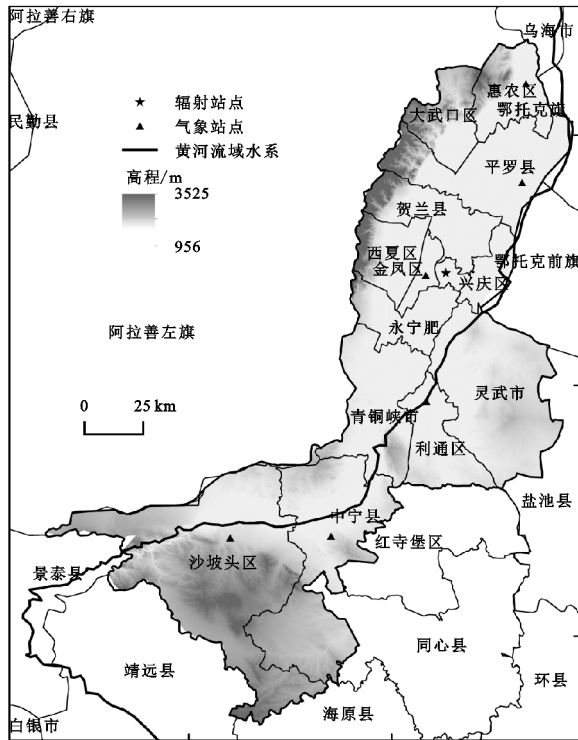 阿拉善右旗
乌海市
惠农区
鄂托克旗
大武口区
辐射站点
气象站点
民勤县
黄河流域水系
平罗县
高程/m
3525
贺兰县
956
西夏区
金凤区
鄂托克前旗
兴庆区
阿拉善左旗
永宁肥
灵武市
0 25 km
青铜峡市
利通区
盐池县
中宁县
红寺堡区
景泰县
沙坡头区
同心县
靖远县
环县
海原县
白银市